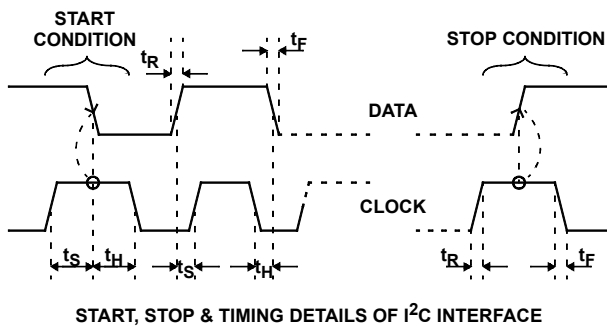 START
CONDITION
tR
tF
STOP CONDITION
DATA
CLOCK
tS tH tS tH tR tF
START, STOP & TIMING DETAILS OF I²C INTERFACE